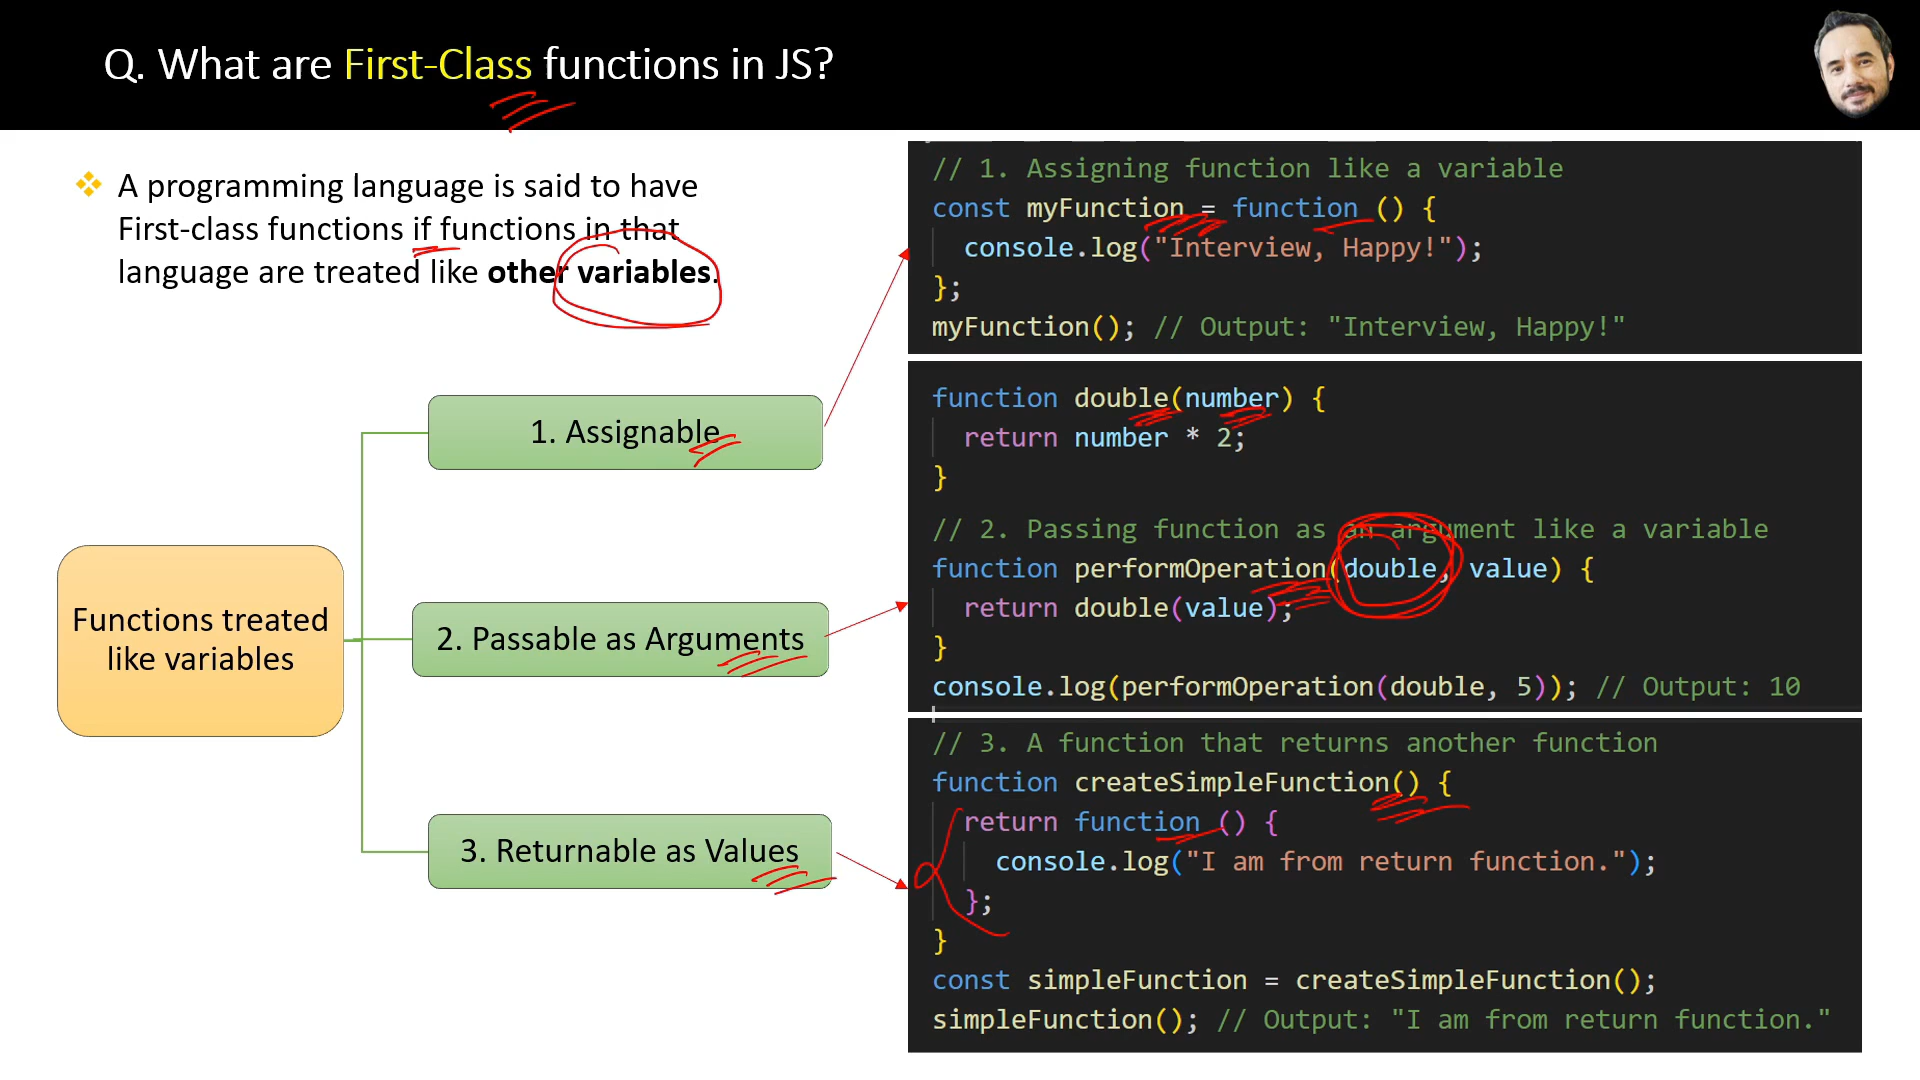 Q. What are First-Class functions in JS?
A programming language is said to have
First-class functions if functions in that
language are treated like other variables.
Functions treated
like variables
1. Assignable
2. Passable as Arguments
3. Returnable as Values
// 1. Assigning function like a variable
const myFunction = function () {
console.log("Interview, Happy!");
};
myFunction(); // Output: "Interview, Happy!"
function double(number) {
return number * 2;
}
// 2. Passing function as an argument like a variable
function performOperation(double, value) {
return double(value);
}
console.log(performOperation(double, 5)); // Output: 10
// 3. A function that returns another function
function createSimpleFunction() {
return function () {
console.log("I am from return function.");
};
}
const simpleFunction = createSimpleFunction();
simpleFunction(); // Output: "I am from return function."